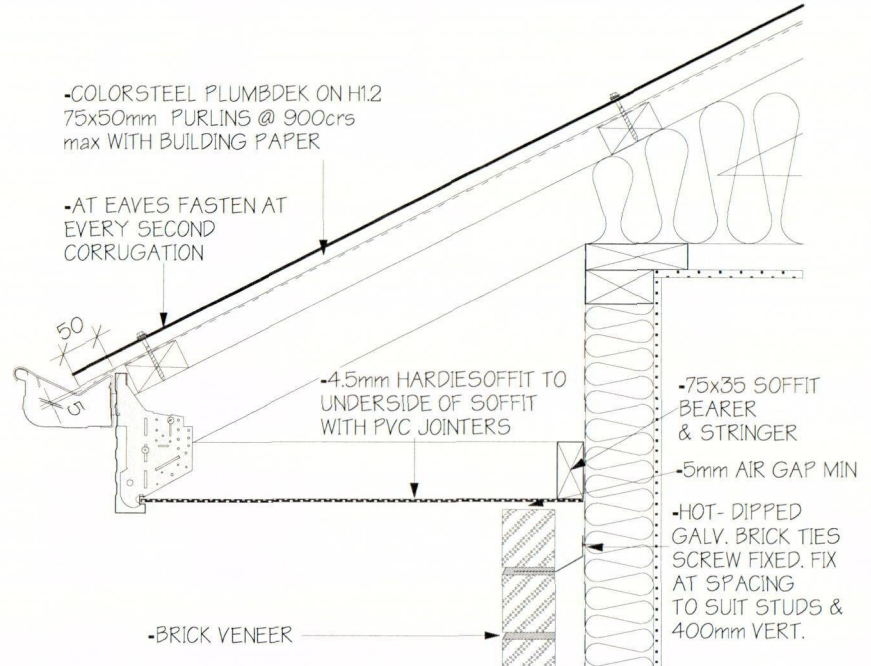 -COLORSTEEL PLUMBDEK ON H1.2
75x50mm PURLINS @ 900crs
max WITH BUILDING PAPER
-AT EAVES FASTEN AT
EVERY SECOND
CORRUGATION
50
5
-4.5mm HARDIESOFFIT TO
UNDERSIDE OF SOFFIT
WITH PVC JOINTERS
-75x35 SOFFIT
BEARER
& STRINGER
-5mm AIR GAP MIN
-HOT- DIPPED
GALV. BRICK TIES
SCREW FIXED. FIX
AT SPACING
TO SUIT STUDS &
400mm VERT.
-BRICK VENEER